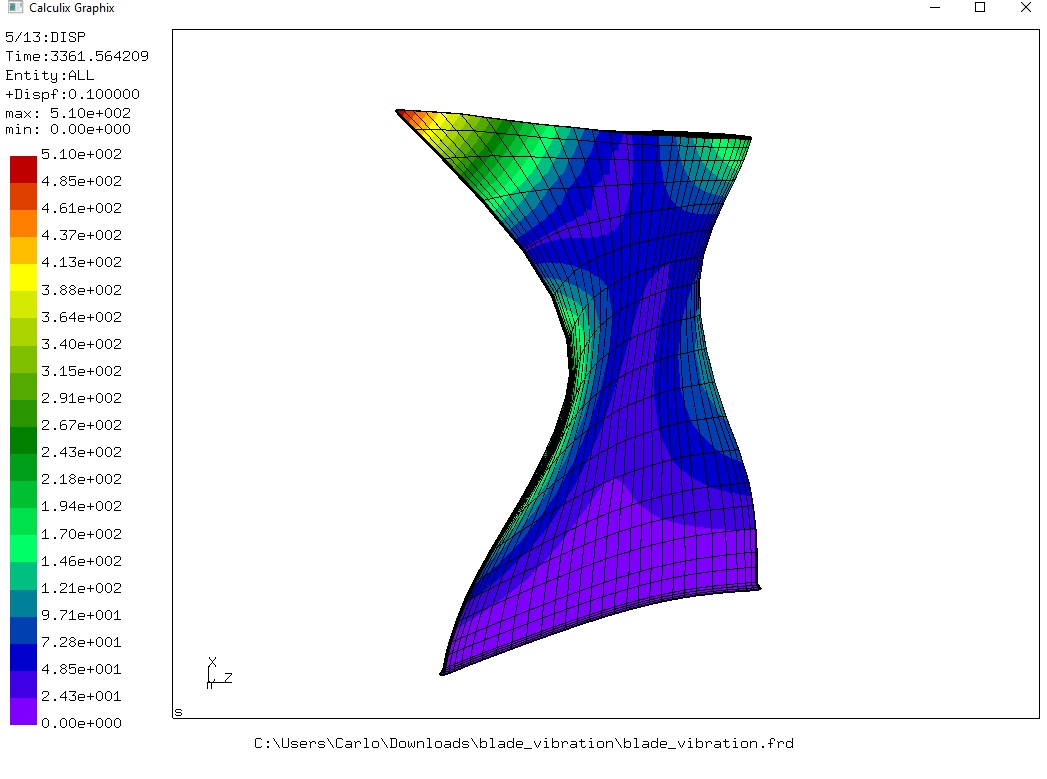 Calculix Graphix
5/13:DISP
Time:3361.564209
Entity:ALL
+Dispf:0.100000
max: 5.10e+002
min: 0.00e+000
5.10e+002
4.85e+002
4.61e+002
4.37e+002
4.13e+002
3.88e+002
3.64e+002
3.40e+002
3.15e+002
2.91e+002
2.67e+002
2.43e+002
2.18e+002
1.94e+002
1.70e+002
1.46e+002
1.21e+002
9.71e+001
7.28e+001
4.85e+001
2.43e+001
0.00e+000
X
Z
s
C:\Users\Carlo\Downloads\blade_vibration\blade_vibration.frd